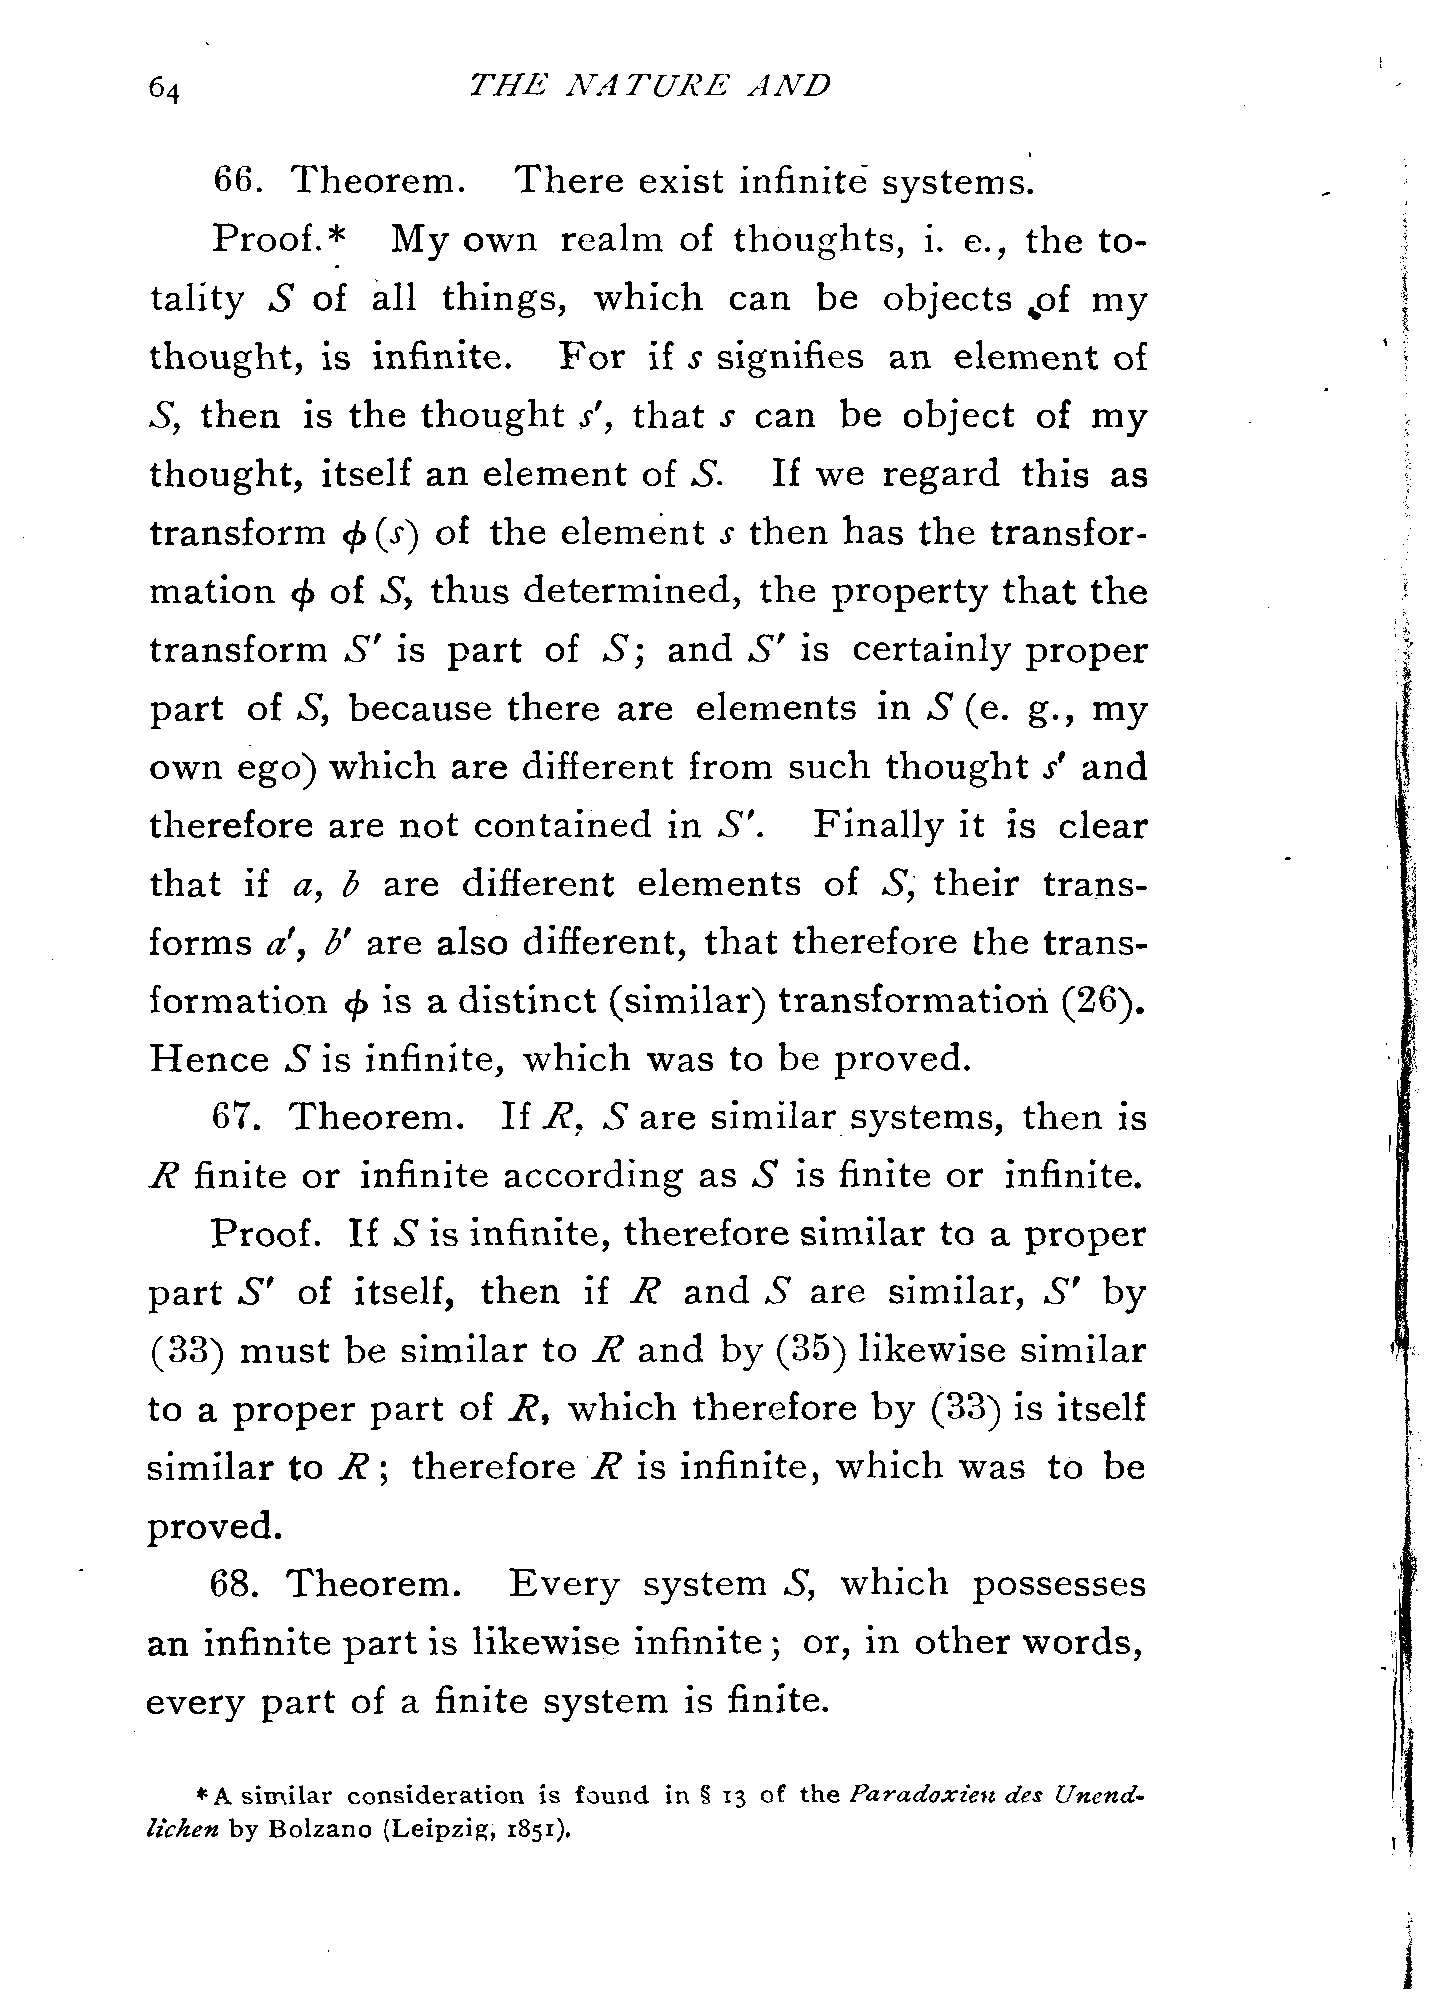 64 THE NATURE AND
66. Theorem. There exist infinite systems.
Proof.* My own realm of thoughts, i. e., the to-
tality S of all things, which can be objects of my
thought, is infinite. For if s signifies an element of
S, then is the thought s′, that s can be object of my
thought, itself an element of S. If we regard this as
transform ϕ(s) of the element s then has the transfor-
mation ϕ of S, thus determined, the property that the
transform S′ is part of S; and S′ is certainly proper
part of S, because there are elements in S (e. g., my
own ego) which are different from such thought s′ and
therefore are not contained in S′. Finally it is clear
that if a, b are different elements of S, their trans-
forms a′, b′ are also different, that therefore the trans-
formation ϕ is a distinct (similar) transformation (26).
Hence S is infinite, which was to be proved.
67. Theorem. If R, S are similar systems, then is
R finite or infinite according as S is finite or infinite.
Proof. If S is infinite, therefore similar to a proper
part S′ of itself, then if R and S are similar, S′ by
(33) must be similar to R and by (35) likewise similar
to a proper part of R, which therefore by (33) is itself
similar to R; therefore R is infinite, which was to be
proved.
68. Theorem. Every system S, which possesses
an infinite part is likewise infinite; or, in other words,
every part of a finite system is finite.
*A similar consideration is found in § 13 of the Paradoxien des Unend-
lichen by Bolzano (Leipzig, 1851).